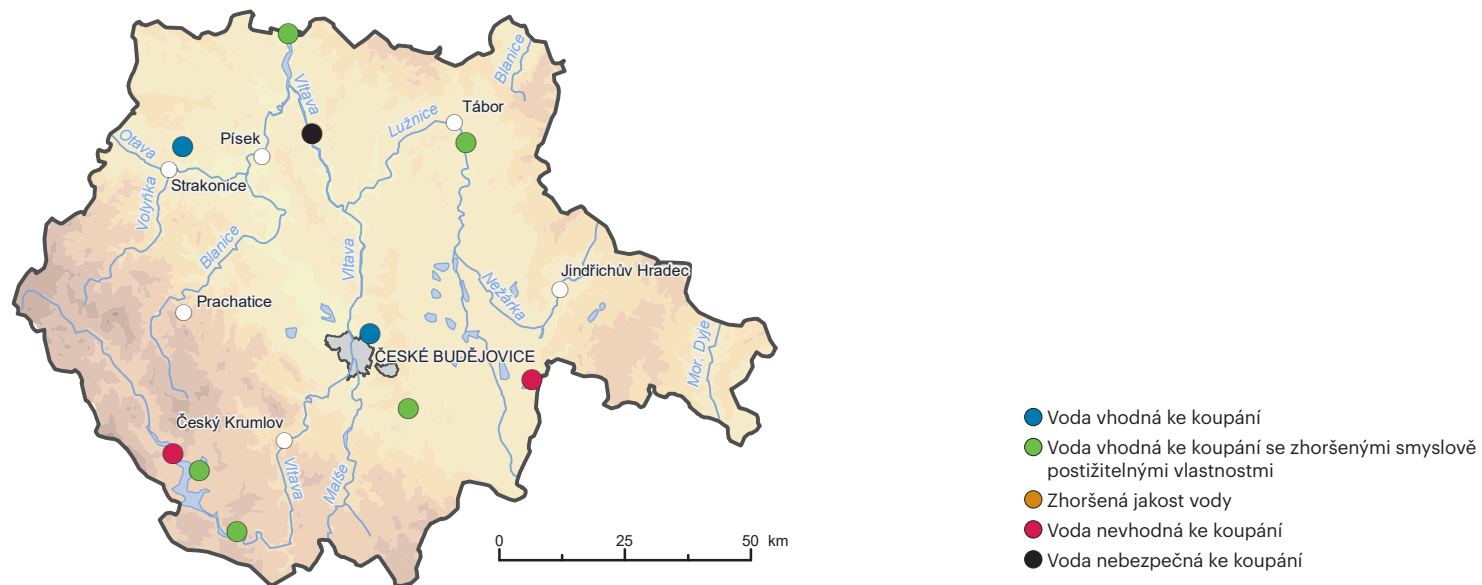 Blanice
Vltava
Tábor
Lužnice
Písek
Otava
Strakonice
Volyňka
Blanice
Vltava
Jindřichův Hradec
Nežárka
Prachatice
Mor. Dyje
ČESKÉ BUDĚJOVICE
Český Krumlov
Vltava
Malše
0 25 50 km
Voda vhodná ke koupání
Voda vhodná ke koupání se zhoršenými smyslově
postižitelnými vlastnostmi
Zhoršená jakost vody
Voda nevhodná ke koupání
Voda nebezpečná ke koupání